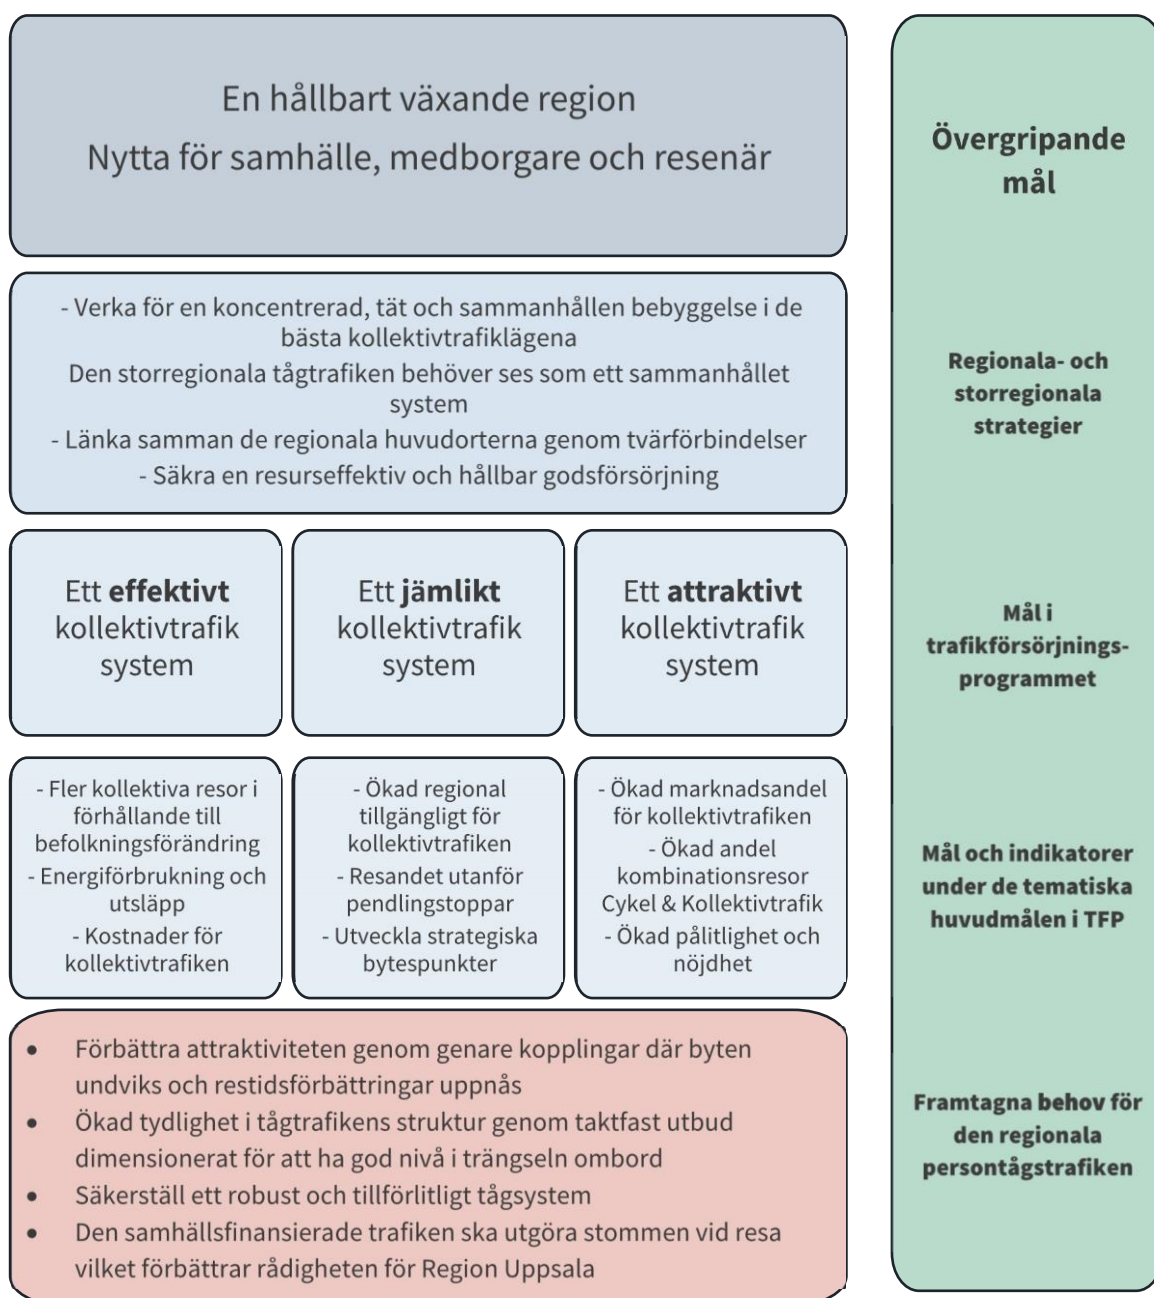 En hållbart växande region
Nytta för samhälle, medborgare och resenär
Övergripande
mål
- Verka för en koncentrerad, tät och sammanhållen bebyggelse i de
bästa kollektivtrafiklägena
Den storregionala tågtrafiken behöver ses som ett sammanhållet
system
- Länka samman de regionala huvudorterna genom tvärförbindelser
- Säkra en resurseffektiv och hållbar godsförsörjning
Regionala- och
storregionala
strategier
Ett effektivt
kollektivtrafik
system
Ett jämlikt
kollektivtrafik
system
Ett attraktivt
kollektivtrafik
system
Mål i
trafikförsörjnings-
programmet
- Fler kollektiva resor i
förhållande till
befolkningsförändring
- Energiförbrukning och
utsläpp
- Kostnader för
kollektivtrafiken
- Ökad regional
tillgängligt för
kollektivtrafiken
- Resandet utanför
pendlingstoppar
- Utveckla strategiska
bytespunkter
- Ökad marknadsandel
för kollektivtrafiken
- Ökad andel
kombinationsresor
Cykel & Kollektivtrafik
- Ökad pålitlighet och
nöjdhet
Mål och indikatorer
under de tematiska
huvudmålen i TFP
• Förbättra attraktiviteten genom genare kopplingar där byten
undviks och restidsförbättringar uppnås
• Ökad tydlighet i tågtrafikens struktur genom taktfast utbud
dimensionerat för att ha god nivå i trängseln ombord
• Säkerställ ett robust och tillförlitligt tågsystem
• Den samhällsfinansierade trafiken ska utgöra stommen vid resa
vilket förbättrar rådigheten för Region Uppsala
Framtagna behov för
den regionala
persontågstrafiken